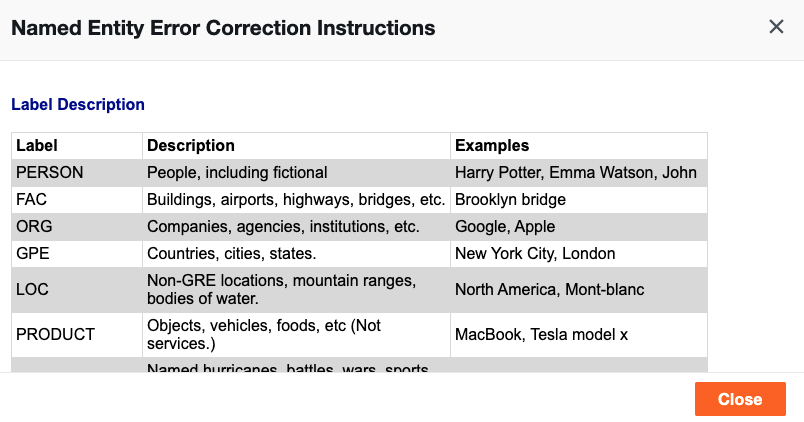 Named Entity Error Correction Instructions
Label Description
Label Description Examples
PERSON People, including fictional Harry Potter, Emma Watson, John
FAC Buildings, airports, highways, bridges, etc. Brooklyn bridge
ORG Companies, agencies, institutions, etc. Google, Apple
GPE Countries, cities, states. New York City, London
LOC Non-GRE locations, mountain ranges,
bodies of water. North America, Mont-blanc
PRODUCT Objects, vehicles, foods, etc (Not
services.) MacBook, Tesla model x
Named hurricanes, battles, wars, sports
Close